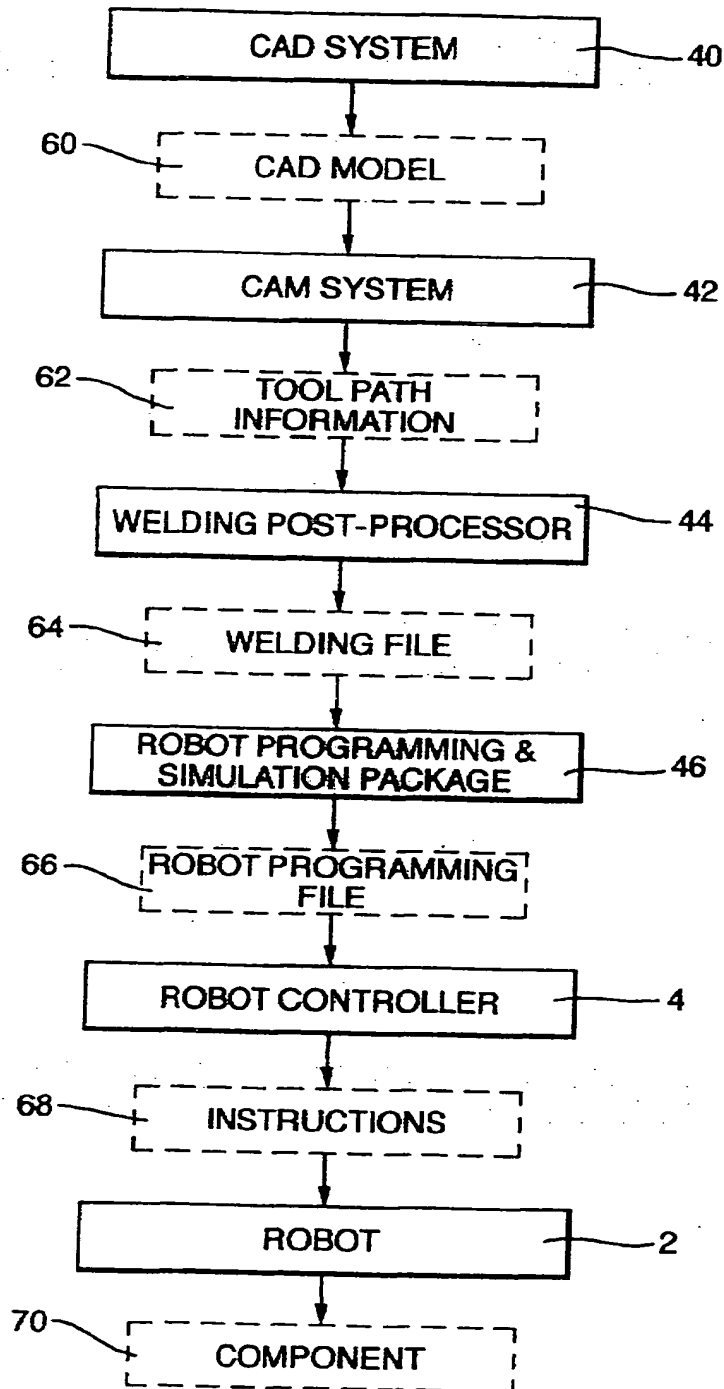 CAD SYSTEM
40
60
CAD MODEL
CAM SYSTEM
42
62
TOOL PATH
INFORMATION
WELDING POST-PROCESSOR
44
64
WELDING FILE
ROBOT PROGRAMMING &
SIMULATION PACKAGE
46
66
ROBOT PROGRAMMING
FILE
ROBOT CONTROLLER
4
68
INSTRUCTIONS
ROBOT
2
70
COMPONENT